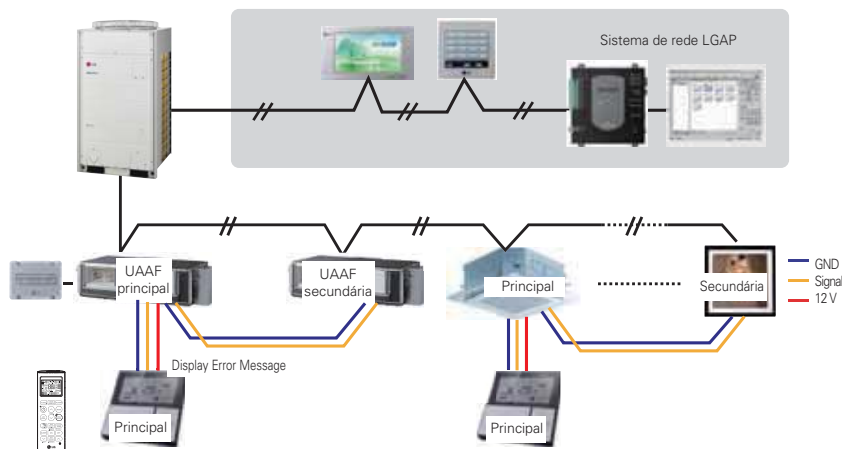 Sistema de rede LGAP
UAAF
principal
UAAF
secundária
Principal
Secundária
GND
Signal
12 V
Display Error Message
Principal
Principal